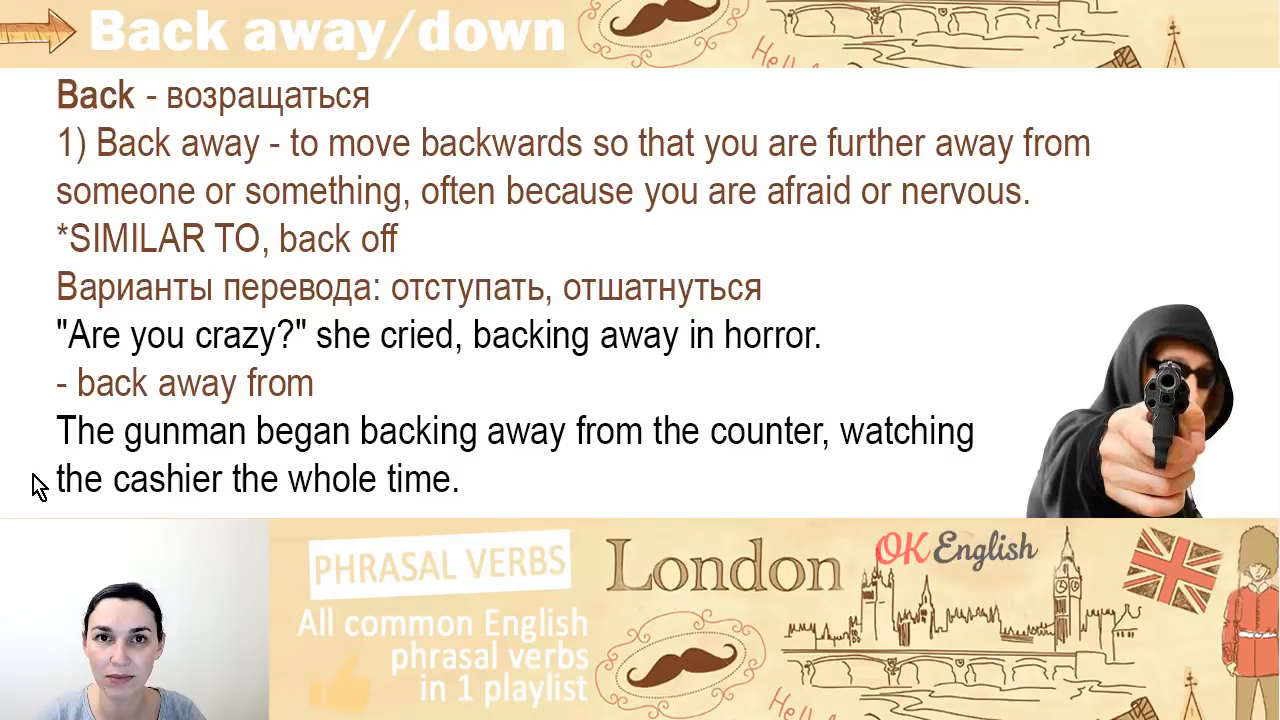 Back away/down
Hello
Back - возращаться
1) Back away - to move backwards so that you are further away from
someone or something, often because you are afraid or nervous.
*SIMILAR TO, back off
Варианты перевода: отступать, отшатнуться
"Are you crazy?" she cried, backing away in horror.
- back away from
The gunman began backing away from the counter, watching
the cashier the whole time.
PHRASAL VERBS
London
OK English
All common English
phrasal verbs
in 1 playlist